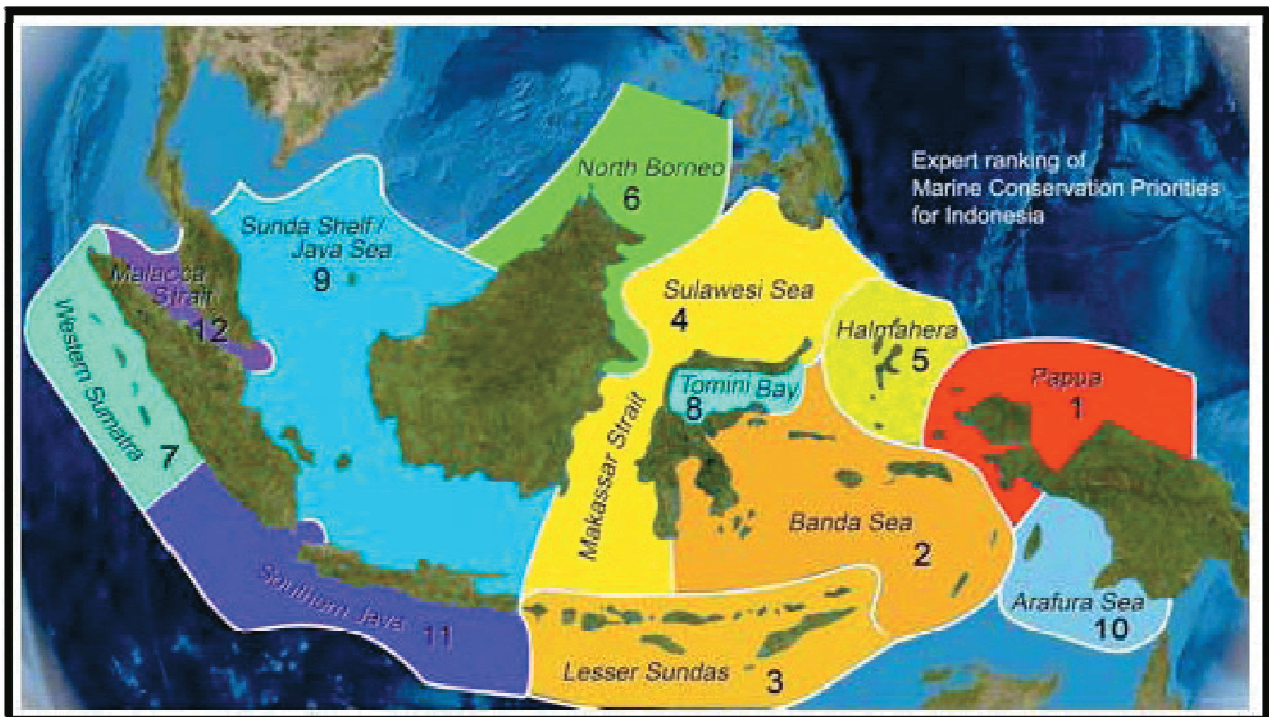 Expert ranking of
Marine Conservation Priorities
for Indonesia
North Borneo
6
Sunda Shelf /
Java Sea
9
Malacca
Strait
12
Western Sumatra
7
Sulawesi Sea
4
Halmahera
5
Papua
1
Tomini Bay
8
Makassar Strait
Banda Sea
2
Southern Java 11
Arafura Sea
10
Lesser Sundas
3